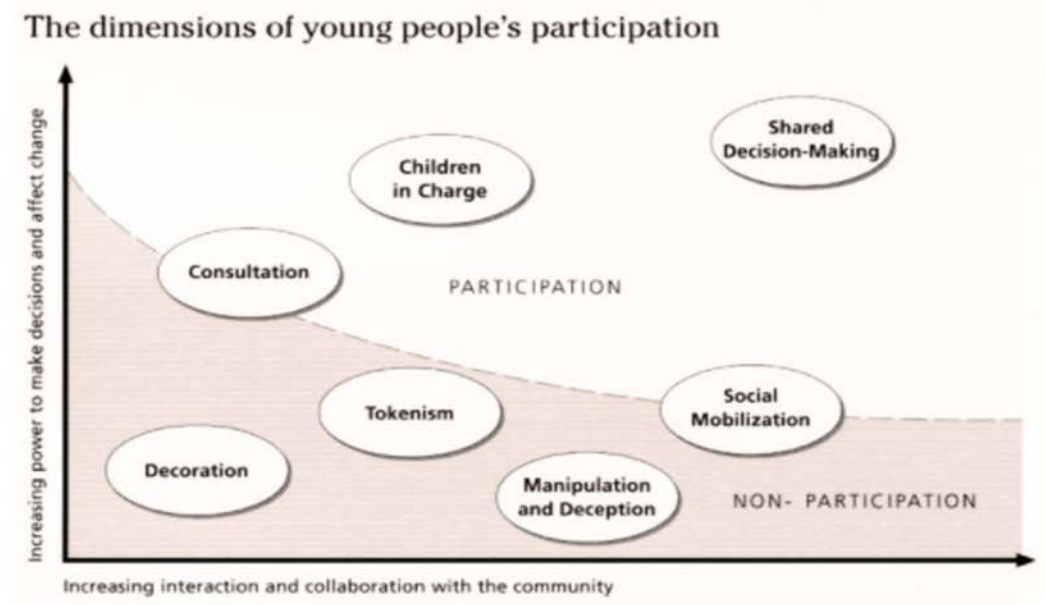 The dimensions of young people's participation
Increasing power to make decisions and affect change
Shared
Decision-Making
Children
in Charge
Consultation
PARTICIPATION
Social
Mobilization
Tokenism
Decoration
Manipulation
and Deception
NON- PARTICIPATION
Increasing interaction and collaboration with the community